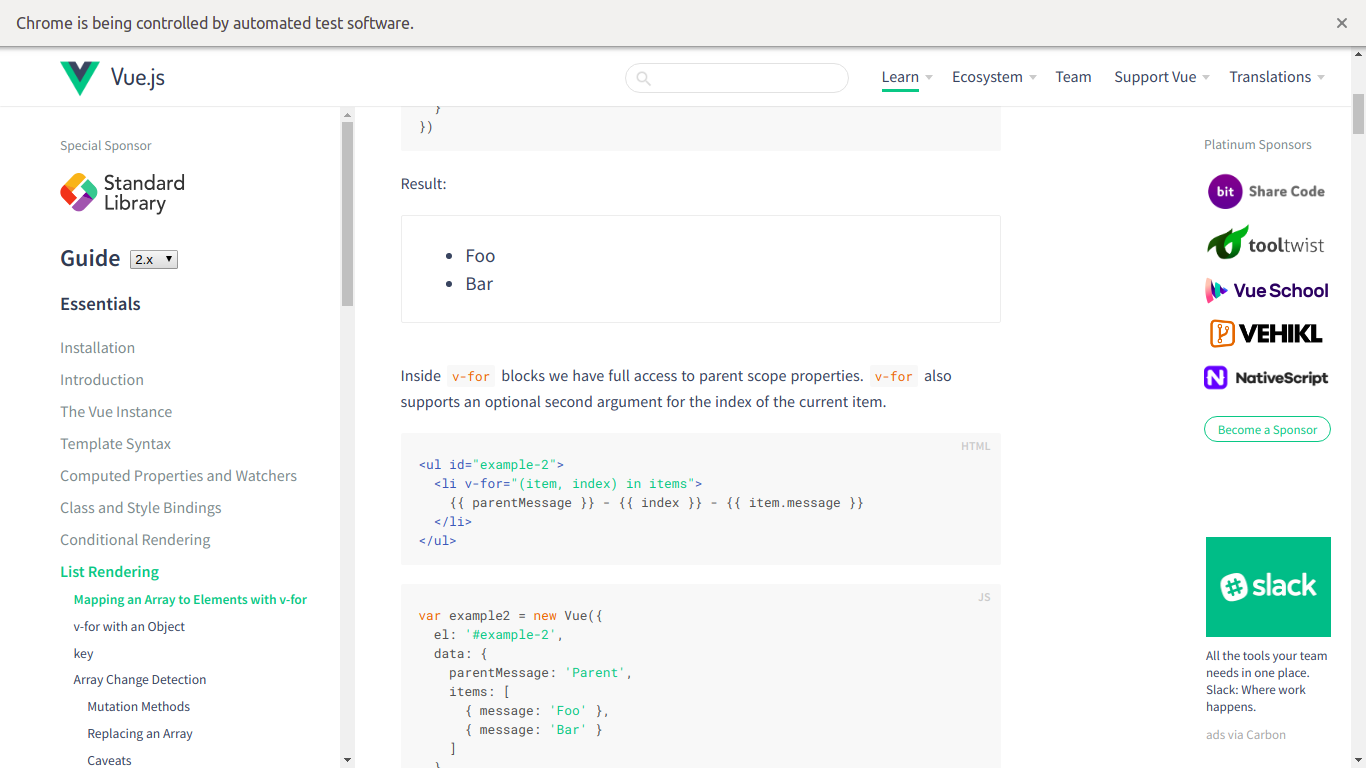 Chrome is being controlled by automated test software.
Vue.js
Learn
Ecosystem
Team
Support Vue
Translations
Special Sponsor
Standard
Library
Guide
2.x
Essentials
Installation
Introduction
The Vue Instance
Template Syntax
Computed Properties and Watchers
Class and Style Bindings
Conditional Rendering
List Rendering
Mapping an Array to Elements with v-for
v-for with an Object
key
Array Change Detection
Mutation Methods
Replacing an Array
Caveats
}
})
Result:
Foo
Bar
Inside v-for blocks we have full access to parent scope properties. v-for also
supports an optional second argument for the index of the current item.
HTML
<ul id="example-2">
<li v-for="(item, index) in items">
{{ parentMessage }} - {{ index }} - {{ item.message }}
</li>
</ul>
JS
var example2 = new Vue({
el: '#example-2',
data: {
parentMessage: 'Parent',
items: [
{ message: 'Foo' },
{ message: 'Bar' }
]
}
Platinum Sponsors
bit Share Code
tooltwist
Vue School
VEHIKL
NativeScript
Become a Sponsor
slack
All the tools your team
needs in one place.
Slack: Where work
happens.
ads via Carbon